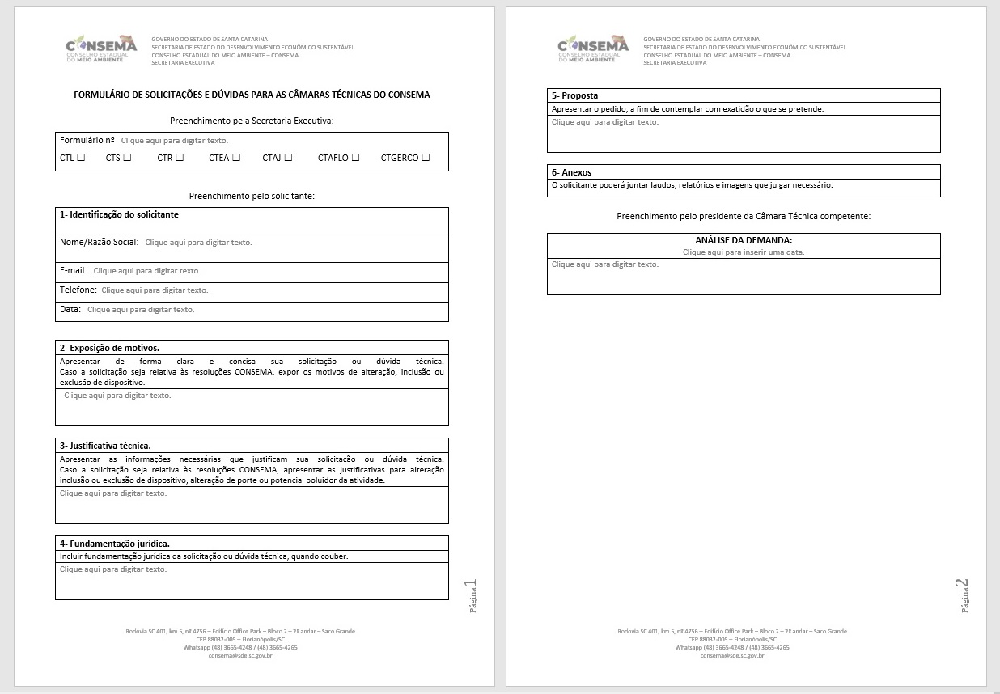 CONSEMA
CONSELHO ESTADUAL
DO MEIO AMBIENTE
GOVERNO DO ESTADO DE SANTA CATARINA
SECRETARIA DE ESTADO DO DESENVOLVIMENTO ECONÔMICO SUSTENTÁVEL
CONSELHO ESTADUAL DO MEIO AMBIENTE – CONSEMA
SECRETARIA EXECUTIVA
FORMULÁRIO DE SOLICITAÇÕES E DÚVIDAS PARA AS CÂMARAS TÉCNICAS DO CONSEMA
Preenchimento pela Secretaria Executiva:
Formulário nº Clique aqui para digitar texto.
CTL ☐ CTS ☐ CTR ☐ CTEA ☐ CTAJ ☐ CTAFLO ☐ CTGERCO ☐
Preenchimento pelo solicitante:
1- Identificação do solicitante
Nome/Razão Social: Clique aqui para digitar texto.
E-mail: Clique aqui para digitar texto.
Telefone: Clique aqui para digitar texto.
Data: Clique aqui para digitar texto.
2- Exposição de motivos.
Apresentar de forma clara e concisa sua solicitação ou dúvida técnica.
Caso a solicitação seja relativa às resoluções CONSEMA, expor os motivos de alteração, inclusão ou
exclusão de dispositivo.
Clique aqui para digitar texto.
3- Justificativa técnica.
Apresentar as informações necessárias que justificam sua solicitação ou dúvida técnica.
Caso a solicitação seja relativa às resoluções CONSEMA, apresentar as justificativas para alteração
inclusão ou exclusão de dispositivo, alteração de porte ou potencial poluidor da atividade.
Clique aqui para digitar texto.
4- Fundamentação jurídica.
Incluir fundamentação jurídica da solicitação ou dúvida técnica, quando couber.
Clique aqui para digitar texto.
Página 1
Rodovia SC 401, km 5, nº 4756 – Edifício Office Park – Bloco 2 – 2º andar – Saco Grande
CEP 88032-005 – Florianópolis/SC
Whatsapp (48) 3665-4248 / (48) 3665-4265
consema@sde.sc.gov.br
CONSEMA
CONSELHO ESTADUAL
DO MEIO AMBIENTE
GOVERNO DO ESTADO DE SANTA CATARINA
SECRETARIA DE ESTADO DO DESENVOLVIMENTO ECONÔMICO SUSTENTÁVEL
CONSELHO ESTADUAL DO MEIO AMBIENTE – CONSEMA
SECRETARIA EXECUTIVA
5- Proposta
Apresentar o pedido, a fim de contemplar com exatidão o que se pretende.
Clique aqui para digitar texto.
6- Anexos
O solicitante poderá juntar laudos, relatórios e imagens que julgar necessário.
Preenchimento pelo presidente da Câmara Técnica competente:
ANÁLISE DA DEMANDA:
Clique aqui para inserir uma data.
Clique aqui para digitar texto.
Página 2
Rodovia SC 401, km 5, nº 4756 – Edifício Office Park – Bloco 2 – 2º andar – Saco Grande
CEP 88032-005 – Florianópolis/SC
Whatsapp (48) 3665-4248 / (48) 3665-4265
consema@sde.sc.gov.br